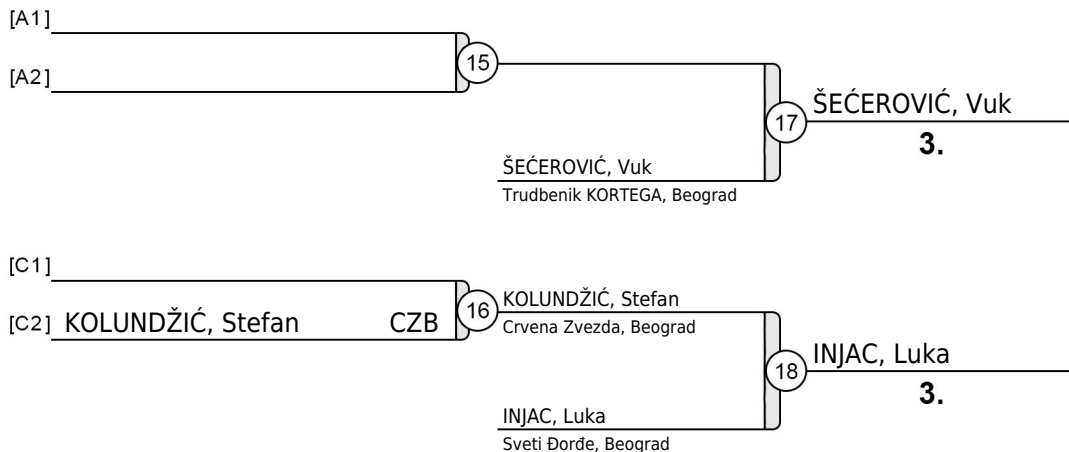 [A1]
[A2]
15
17
ŠEĆEROVIĆ, Vuk
3.
ŠEĆEROVIĆ, Vuk
Trudbenik KORTEGA, Beograd
[C1]
[C2] KOLUNDŽIĆ, Stefan CZB
16
KOLUNDŽIĆ, Stefan
Crvena Zvezda, Beograd
18
INJAC, Luka
3.
INJAC, Luka
Sveti Đorđe, Beograd